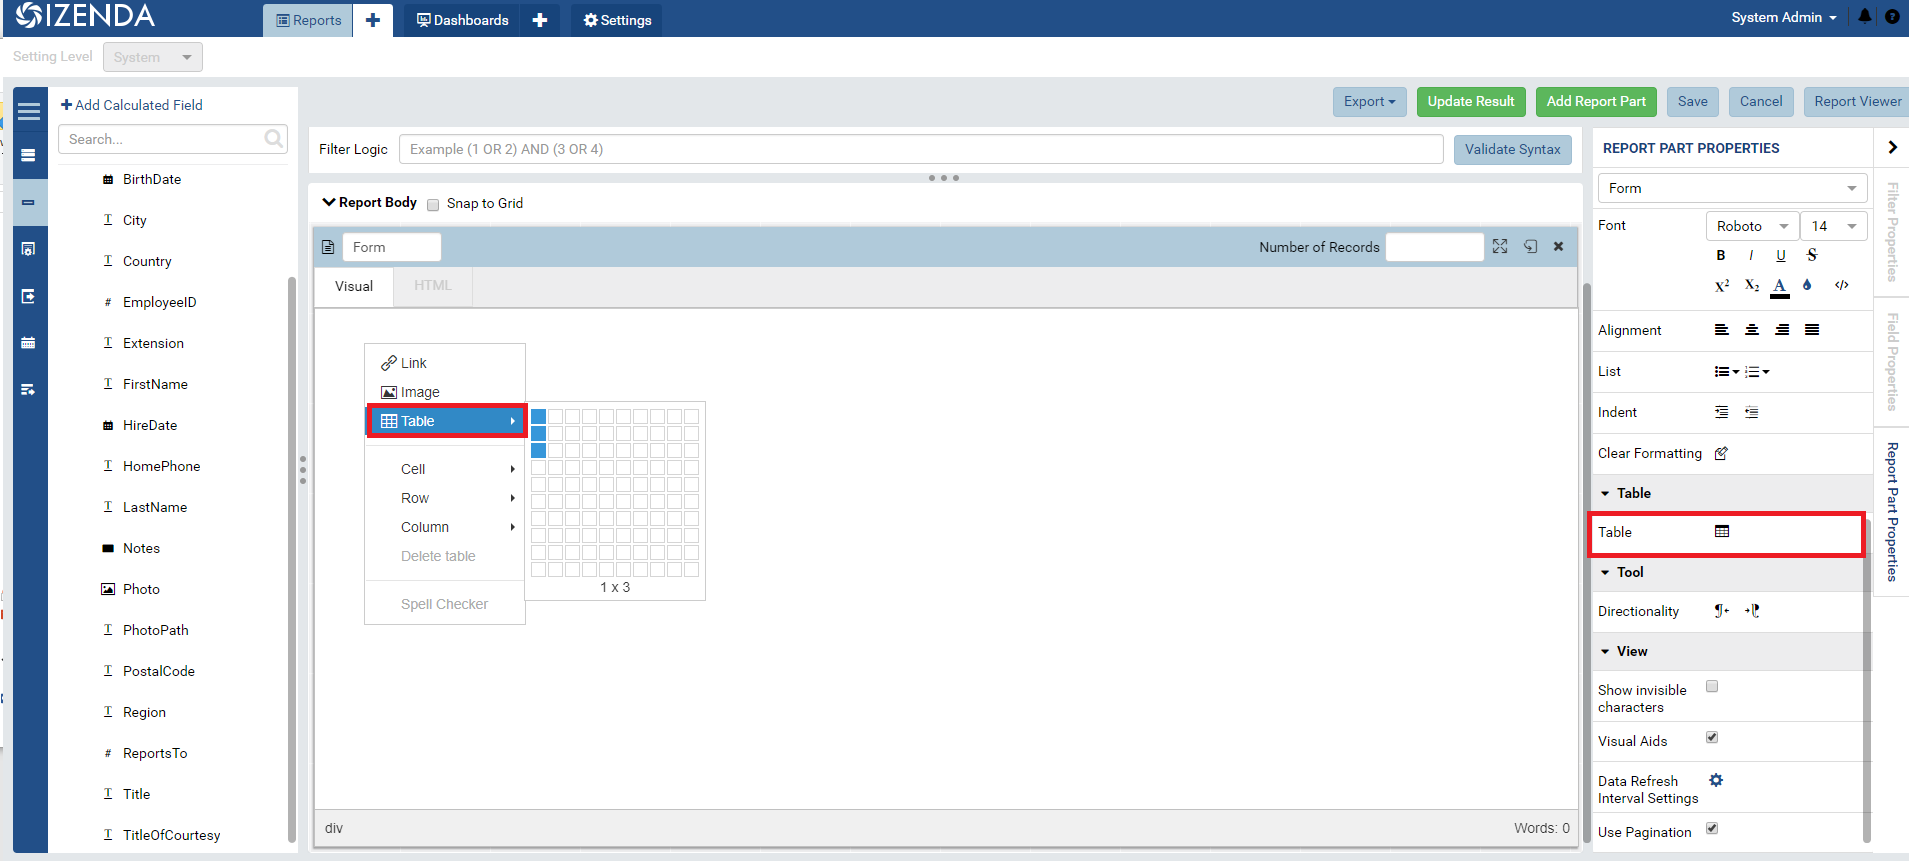 IZENDA
Reports
Dashboards
Settings
System Admin
Setting Level
System
Add Calculated Field
Search...
BirthDate
City
Country
EmployeeID
Extension
FirstName
HireDate
HomePhone
LastName
Notes
Photo
PhotoPath
PostalCode
Region
ReportsTo
Title
TitleOfCourtesy
Export
Update Result
Add Report Part
Save
Cancel
Report Viewer
Filter Logic
Example (1 OR 2) AND (3 OR 4)
Validate Syntax
Report Body
Snap to Grid
Form
Number of Records
Visual
HTML
Link
Image
Table
Cell
Row
Column
Delete table
Spell Checker
1 x 3
div
Words: 0
REPORT PART PROPERTIES
Form
Font
Roboto
14
B
I
U
S
X²
X₂
A
</>
Alignment
List
Indent
Clear Formatting
Table
Table
Tool
Directionality
View
Show invisible
characters
Visual Aids
Data Refresh
Interval Settings
Use Pagination
Filter Properties
Field Properties
Report Part Properties